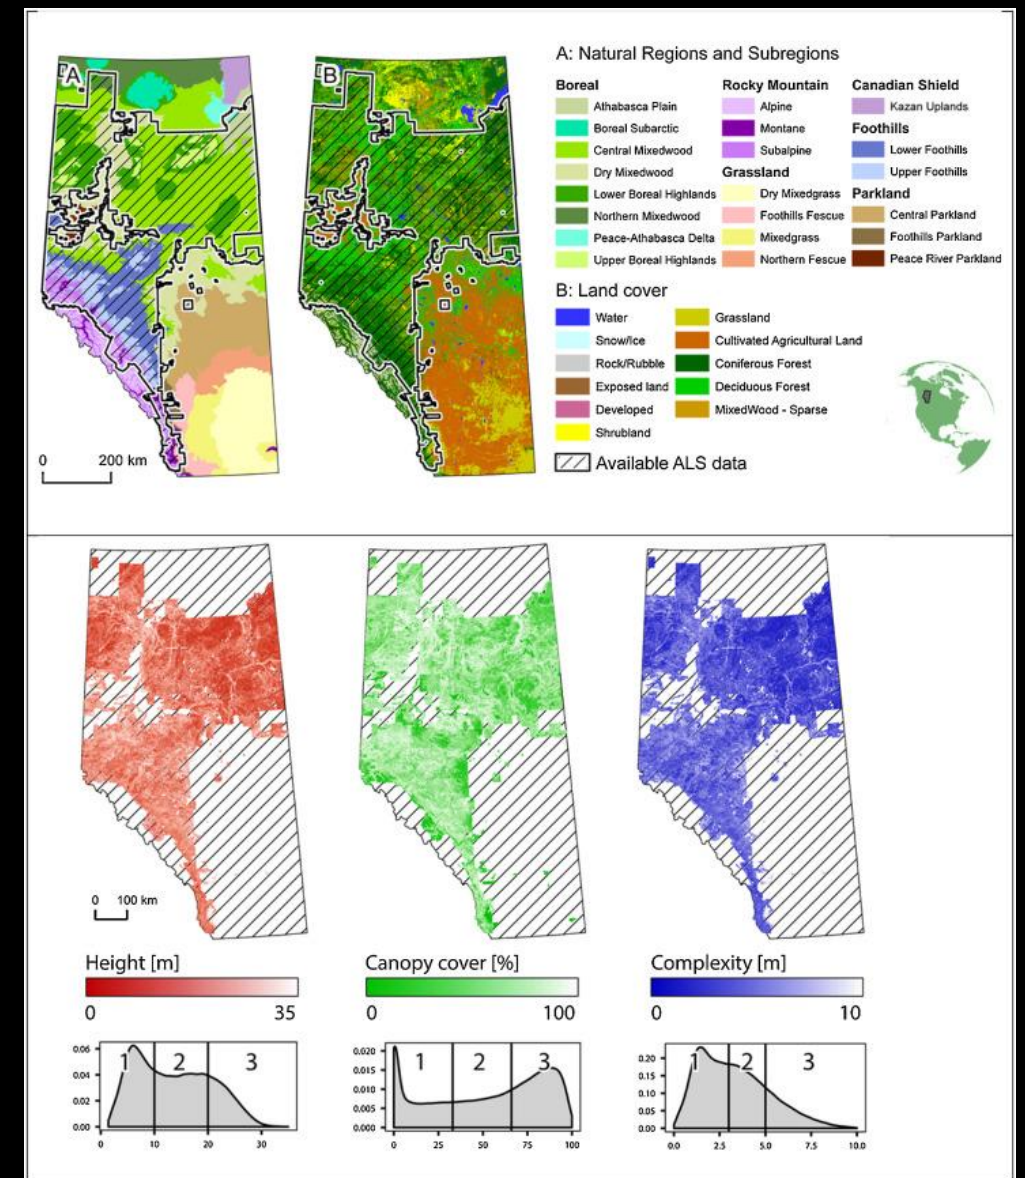 A
B
0 200 km
A: Natural Regions and Subregions
Boreal
Athabasca Plain
Boreal Subarctic
Central Mixedwood
Dry Mixedwood
Lower Boreal Highlands
Northern Mixedwood
Peace-Athabasca Delta
Upper Boreal Highlands
Rocky Mountain
Alpine
Montane
Subalpine
Grassland
Dry Mixedgrass
Foothills Fescue
Mixedgrass
Northern Fescue
Canadian Shield
Kazan Uplands
Foothills
Lower Foothills
Upper Foothills
Parkland
Central Parkland
Foothills Parkland
Peace River Parkland
B: Land cover
Water
Snow/Ice
Rock/Rubble
Exposed land
Developed
Shrubland
Grassland
Cultivated Agricultural Land
Coniferous Forest
Deciduous Forest
MixedWood - Sparse
Available ALS data
0 100 km
Height [m]
0 35
Canopy cover [%]
0 100
Complexity [m]
0 10
0.06
0.04
0.02
0.00
1 2 3
0 10 20 30
0.020
0.015
0.010
0.005
0.000
1 2 3
0 25 50 75 100
0.20
0.15
0.10
0.05
0.00
1 2 3
0.0 2.5 5.0 7.5 10.0